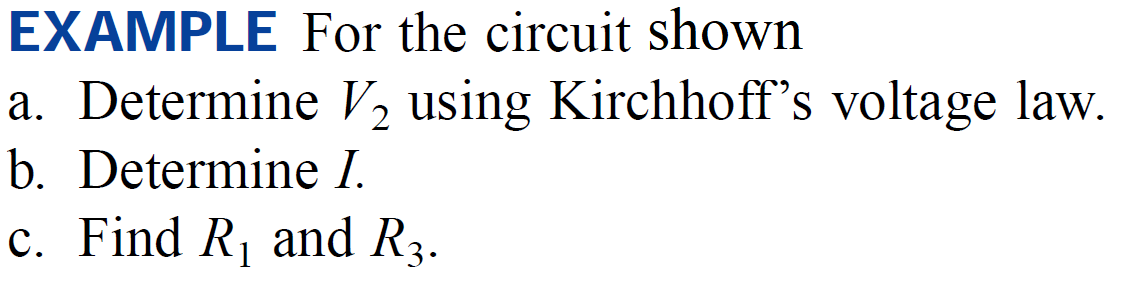 EXAMPLE For the circuit shown
a. Determine V₂ using Kirchhoff’s voltage law.
b. Determine I.
c. Find R₁ and R₃.